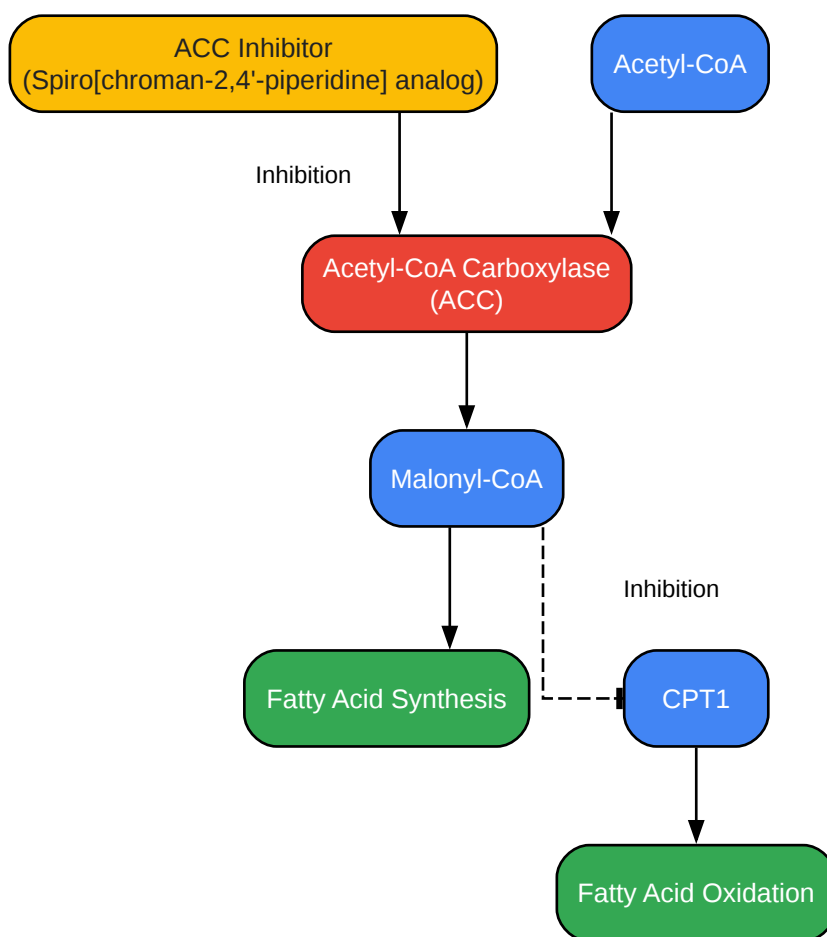 ACC Inhibitor
(Spiro[chroman-2,4'-piperidine] analog)
Acetyl-CoA
Inhibition
Acetyl-CoA Carboxylase
(ACC)
Malonyl-CoA
Inhibition
Fatty Acid Synthesis
CPT1
Fatty Acid Oxidation